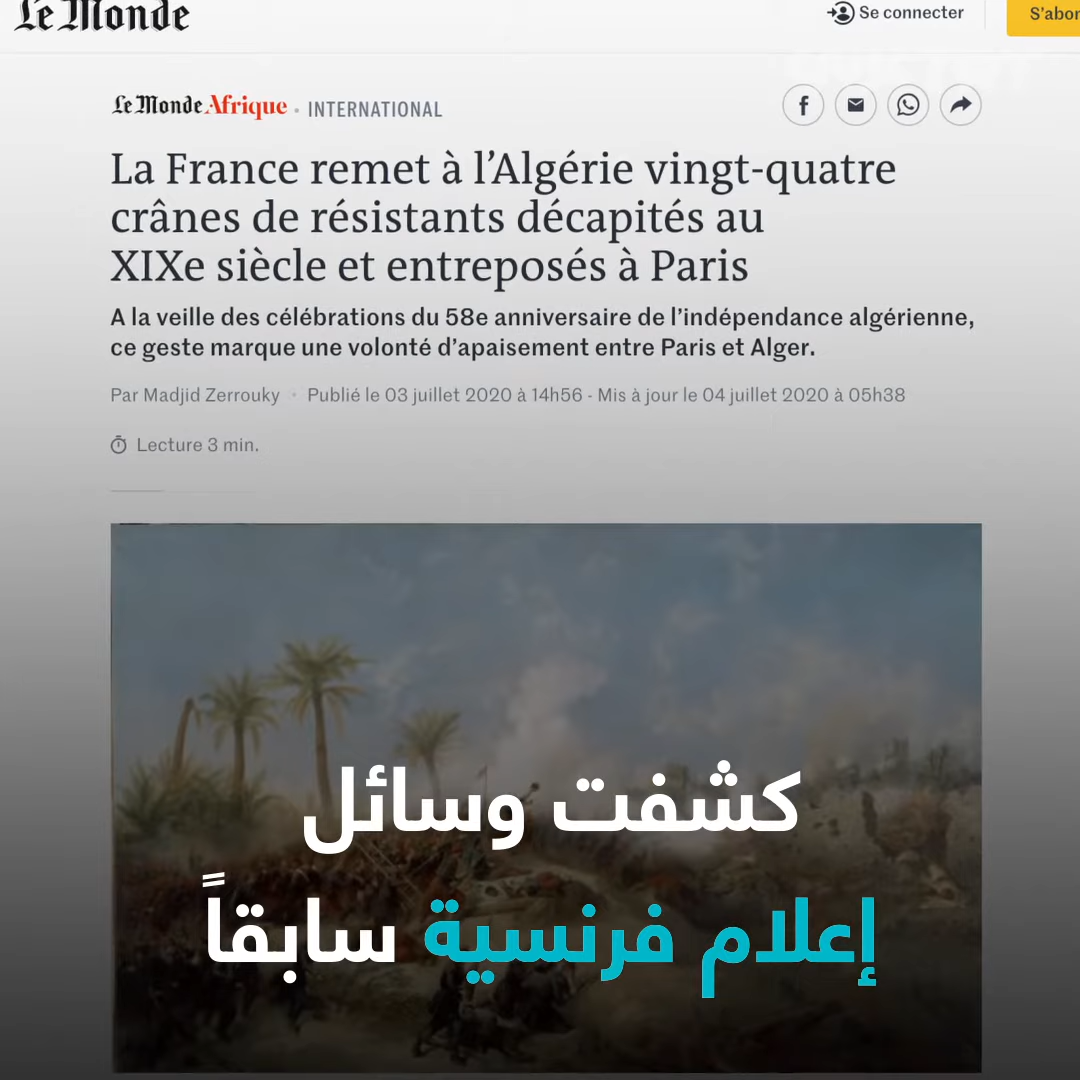 Le Monde
Se connecter
S'abor
Le Monde Afrique • INTERNATIONAL
La France remet à l’Algérie vingt-quatre
crânes de résistants décapités au
XIXe siècle et entreposés à Paris
A la veille des célébrations du 58e anniversaire de l’indépendance algérienne,
ce geste marque une volonté d’apaisement entre Paris et Alger.
Par Madjid Zerrouky • Publié le 03 juillet 2020 à 14h56 - Mis à jour le 04 juillet 2020 à 05h38
Lecture 3 min.
كشفت وسائل
إعلام فرنسية سابقاً